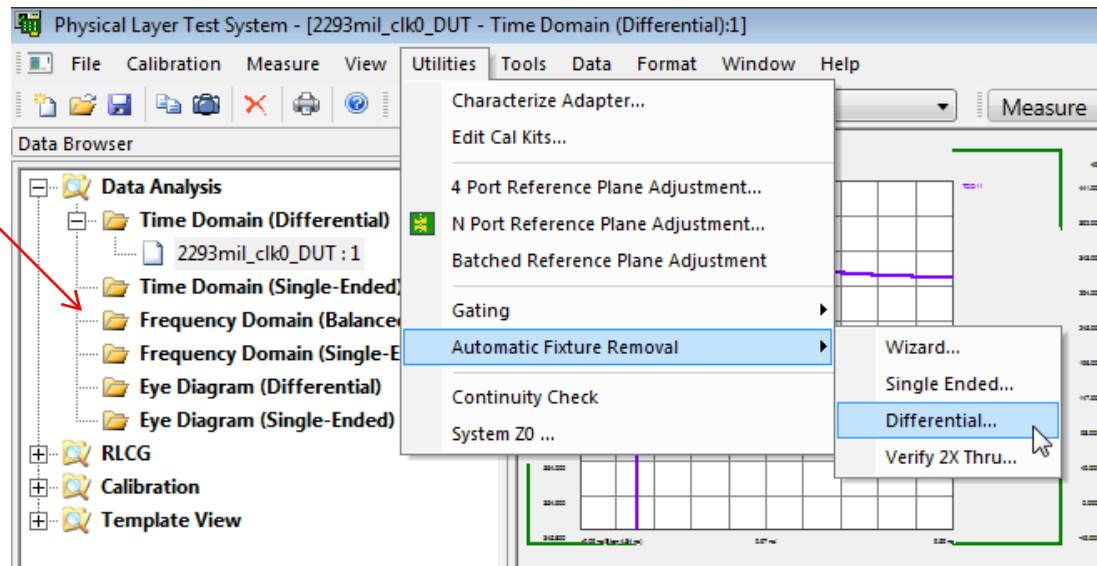 Physical Layer Test System - [2293mil_clk0_DUT - Time Domain (Differential):1]
File Calibration Measure View Utilities Tools Data Format Window Help
Measure
Data Browser
Data Analysis
Time Domain (Differential)
2293mil_clk0_DUT : 1
Time Domain (Single-Ended)
Frequency Domain (Balanced
Frequency Domain (Single-E
Eye Diagram (Differential)
Eye Diagram (Single-Ended)
RLCG
Calibration
Template View
Characterize Adapter...
Edit Cal Kits...
4 Port Reference Plane Adjustment...
N Port Reference Plane Adjustment...
Batched Reference Plane Adjustment
Gating
Automatic Fixture Removal
Continuity Check
System Z0 ...
Wizard...
Single Ended...
Differential...
Verify 2X Thru...